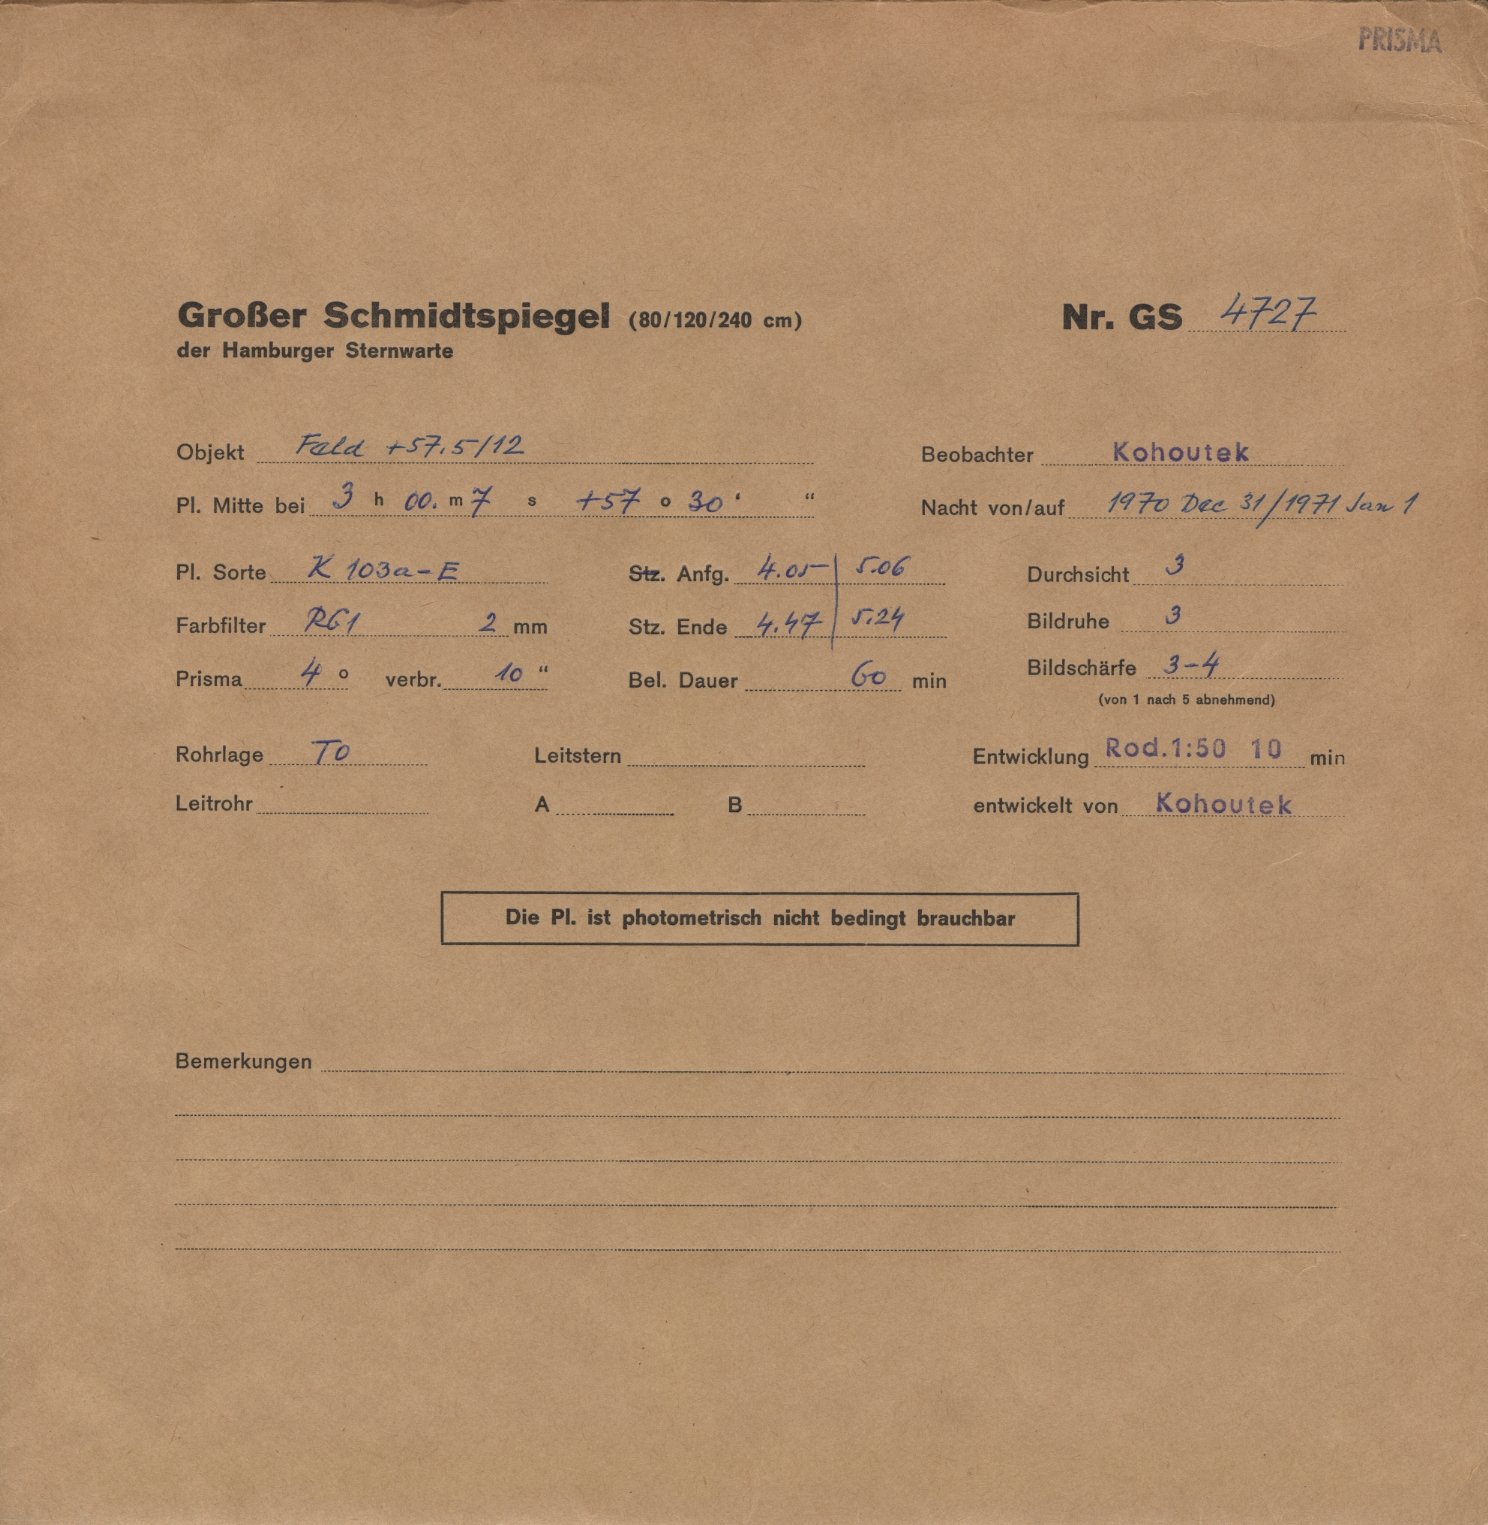 PRISMA
Großer Schmidtspiegel (80/120/240 cm) Nr. GS 4727
der Hamburger Sternwarte
Objekt Feld +57.5/12 Beobachter Kohoutek
Pl. Mitte bei 3 h 00. m 7 s +57 o 30 ' " Nacht von/auf 1970 Dec 31/1971 Jan 1
Pl. Sorte K 103a-E Stz. Anfg. 4.05 | 5.06 Durchsicht 3
Farbfilter RG1 2 mm Stz. Ende 4.47 | 5.24 Bildruhe 3
Prisma 4 o verbr. 10 " Bel. Dauer 60 min Bildschärfe 3-4
(von 1 nach 5 abnehmend)
Rohrlage TO Leitstern Entwicklung Rod.1:50 10 min
Leitrohr A B entwickelt von Kohoutek
Die Pl. ist photometrisch nicht bedingt brauchbar
Bemerkungen